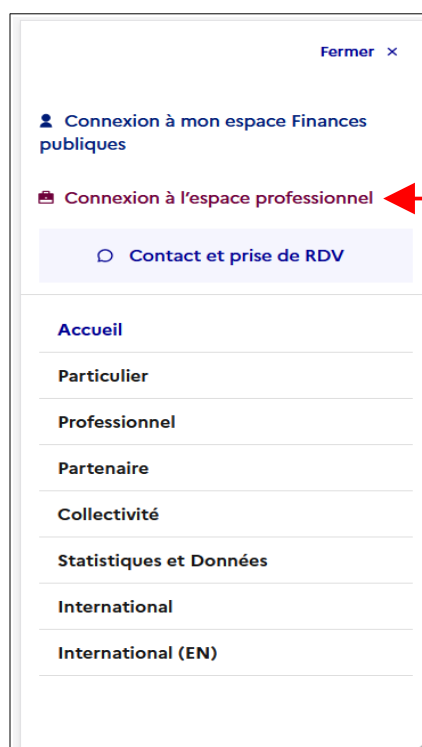 Fermer ×
Connexion à mon espace Finances
publiques
Connexion à l’espace professionnel
Contact et prise de RDV
Accueil
Particulier
Professionnel
Partenaire
Collectivité
Statistiques et Données
International
International (EN)